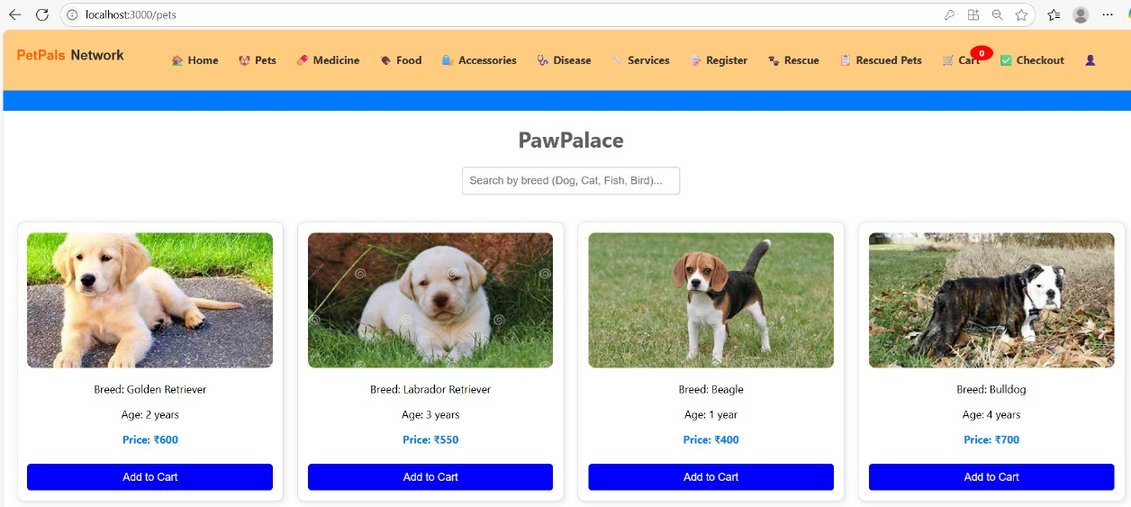 localhost:3000/pets
PetPals Network Home Pets Medicine Food Accessories Disease Services Register Rescue Rescued Pets Cart 0 Checkout
PawPalace
Search by breed (Dog, Cat, Fish, Bird)...
Breed: Golden Retriever
Age: 2 years
Price: ₹600
Add to Cart
Breed: Labrador Retriever
Age: 3 years
Price: ₹550
Add to Cart
Breed: Beagle
Age: 1 year
Price: ₹400
Add to Cart
Breed: Bulldog
Age: 4 years
Price: ₹700
Add to Cart